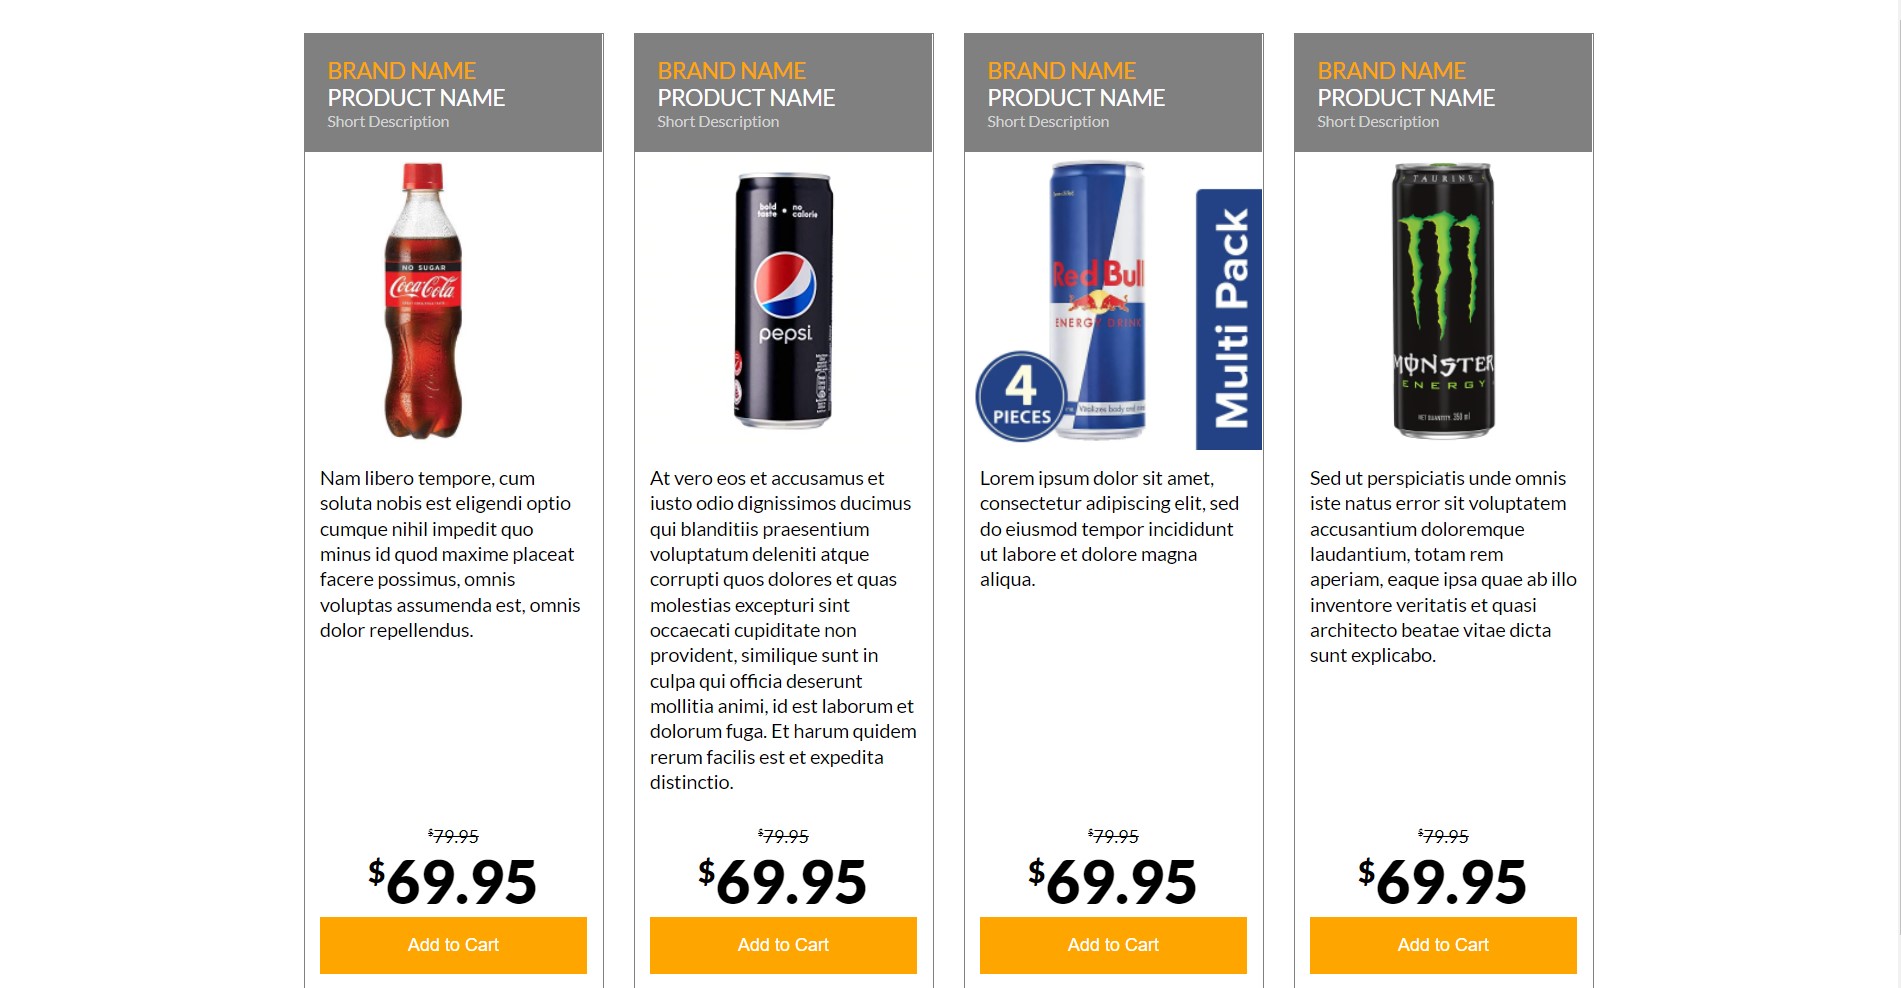 BRAND NAME
PRODUCT NAME
Short Description
NO SUGAR
Coca-Cola
Nam libero tempore, cum
soluta nobis est eligendi optio
cumque nihil impedit quo
minus id quod maxime placeat
facere possimus, omnis
voluptas assumenda est, omnis
dolor repellendus.
$79.95
$69.95
Add to Cart
BRAND NAME
PRODUCT NAME
Short Description
bold taste • no calorie
pepsi
At vero eos et accusamus et
iusto odio dignissimos ducimus
qui blanditiis praesentium
voluptatum deleniti atque
corrupti quos dolores et quas
molestias excepturi sint
occaecati cupiditate non
provident, similique sunt in
culpa qui officia deserunt
mollitia animi, id est laborum et
dolorum fuga. Et harum quidem
rerum facilis est et expedita
distinctio.
$79.95
$69.95
Add to Cart
BRAND NAME
PRODUCT NAME
Short Description
Red Bull
ENERGY DRINK
Vitalizes body and
4
PIECES
Multi Pack
Lorem ipsum dolor sit amet,
consectetur adipiscing elit, sed
do eiusmod tempor incididunt
ut labore et dolore magna
aliqua.
$79.95
$69.95
Add to Cart
BRAND NAME
PRODUCT NAME
Short Description
TAURINE
MONSTER
ENERGY
NET QUANTITY: 350 ml
Sed ut perspiciatis unde omnis
iste natus error sit voluptatem
accusantium doloremque
laudantium, totam rem
aperiam, eaque ipsa quae ab illo
inventore veritatis et quasi
architecto beatae vitae dicta
sunt explicabo.
$79.95
$69.95
Add to Cart